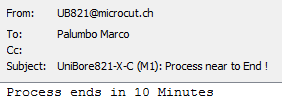 From: UB821@microcut.ch
To: Palumbo Marco
Cc:
Subject: UniBore821-X-C (M1): Process near to End !
Process ends in 10 Minutes